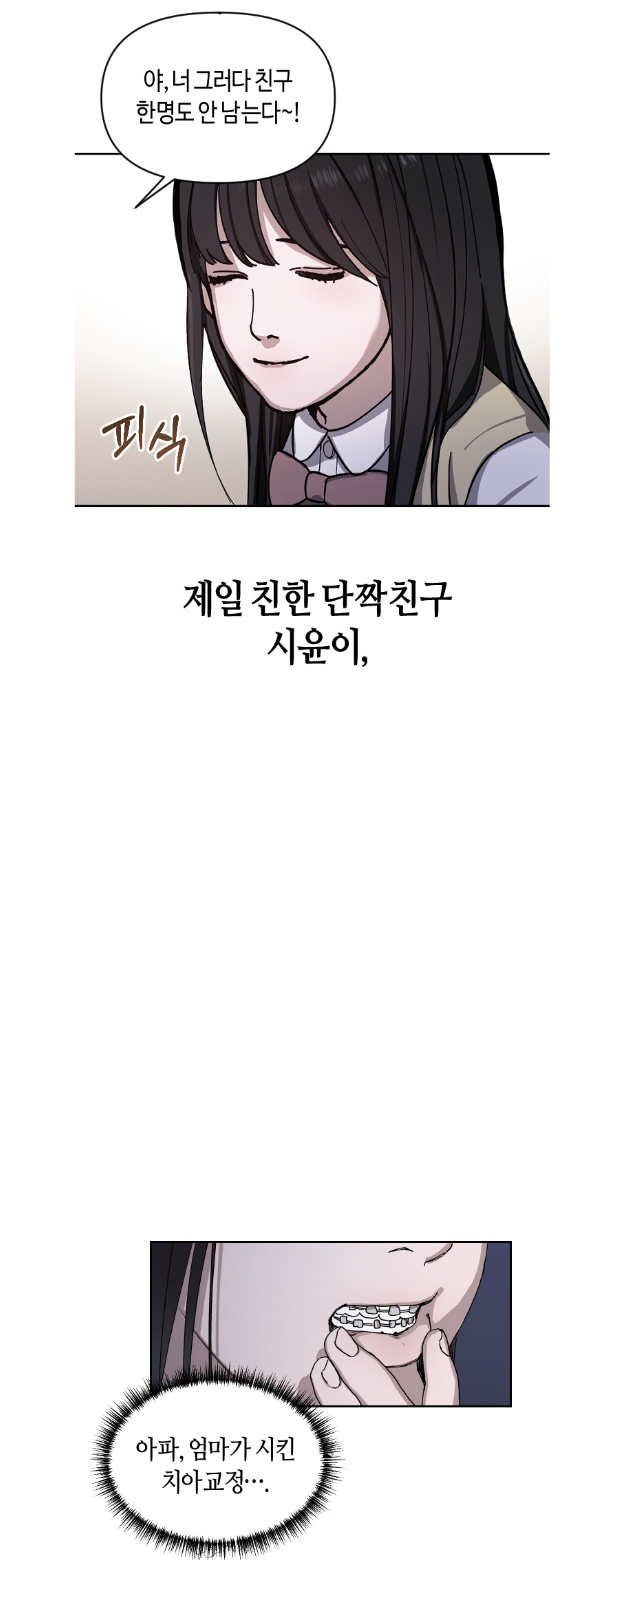 야, 너 그러다 친구
한명도 안 남는다~!
피식
제일 친한 단짝친구
시윤이,
아파, 엄마가 시킨
치아교정….